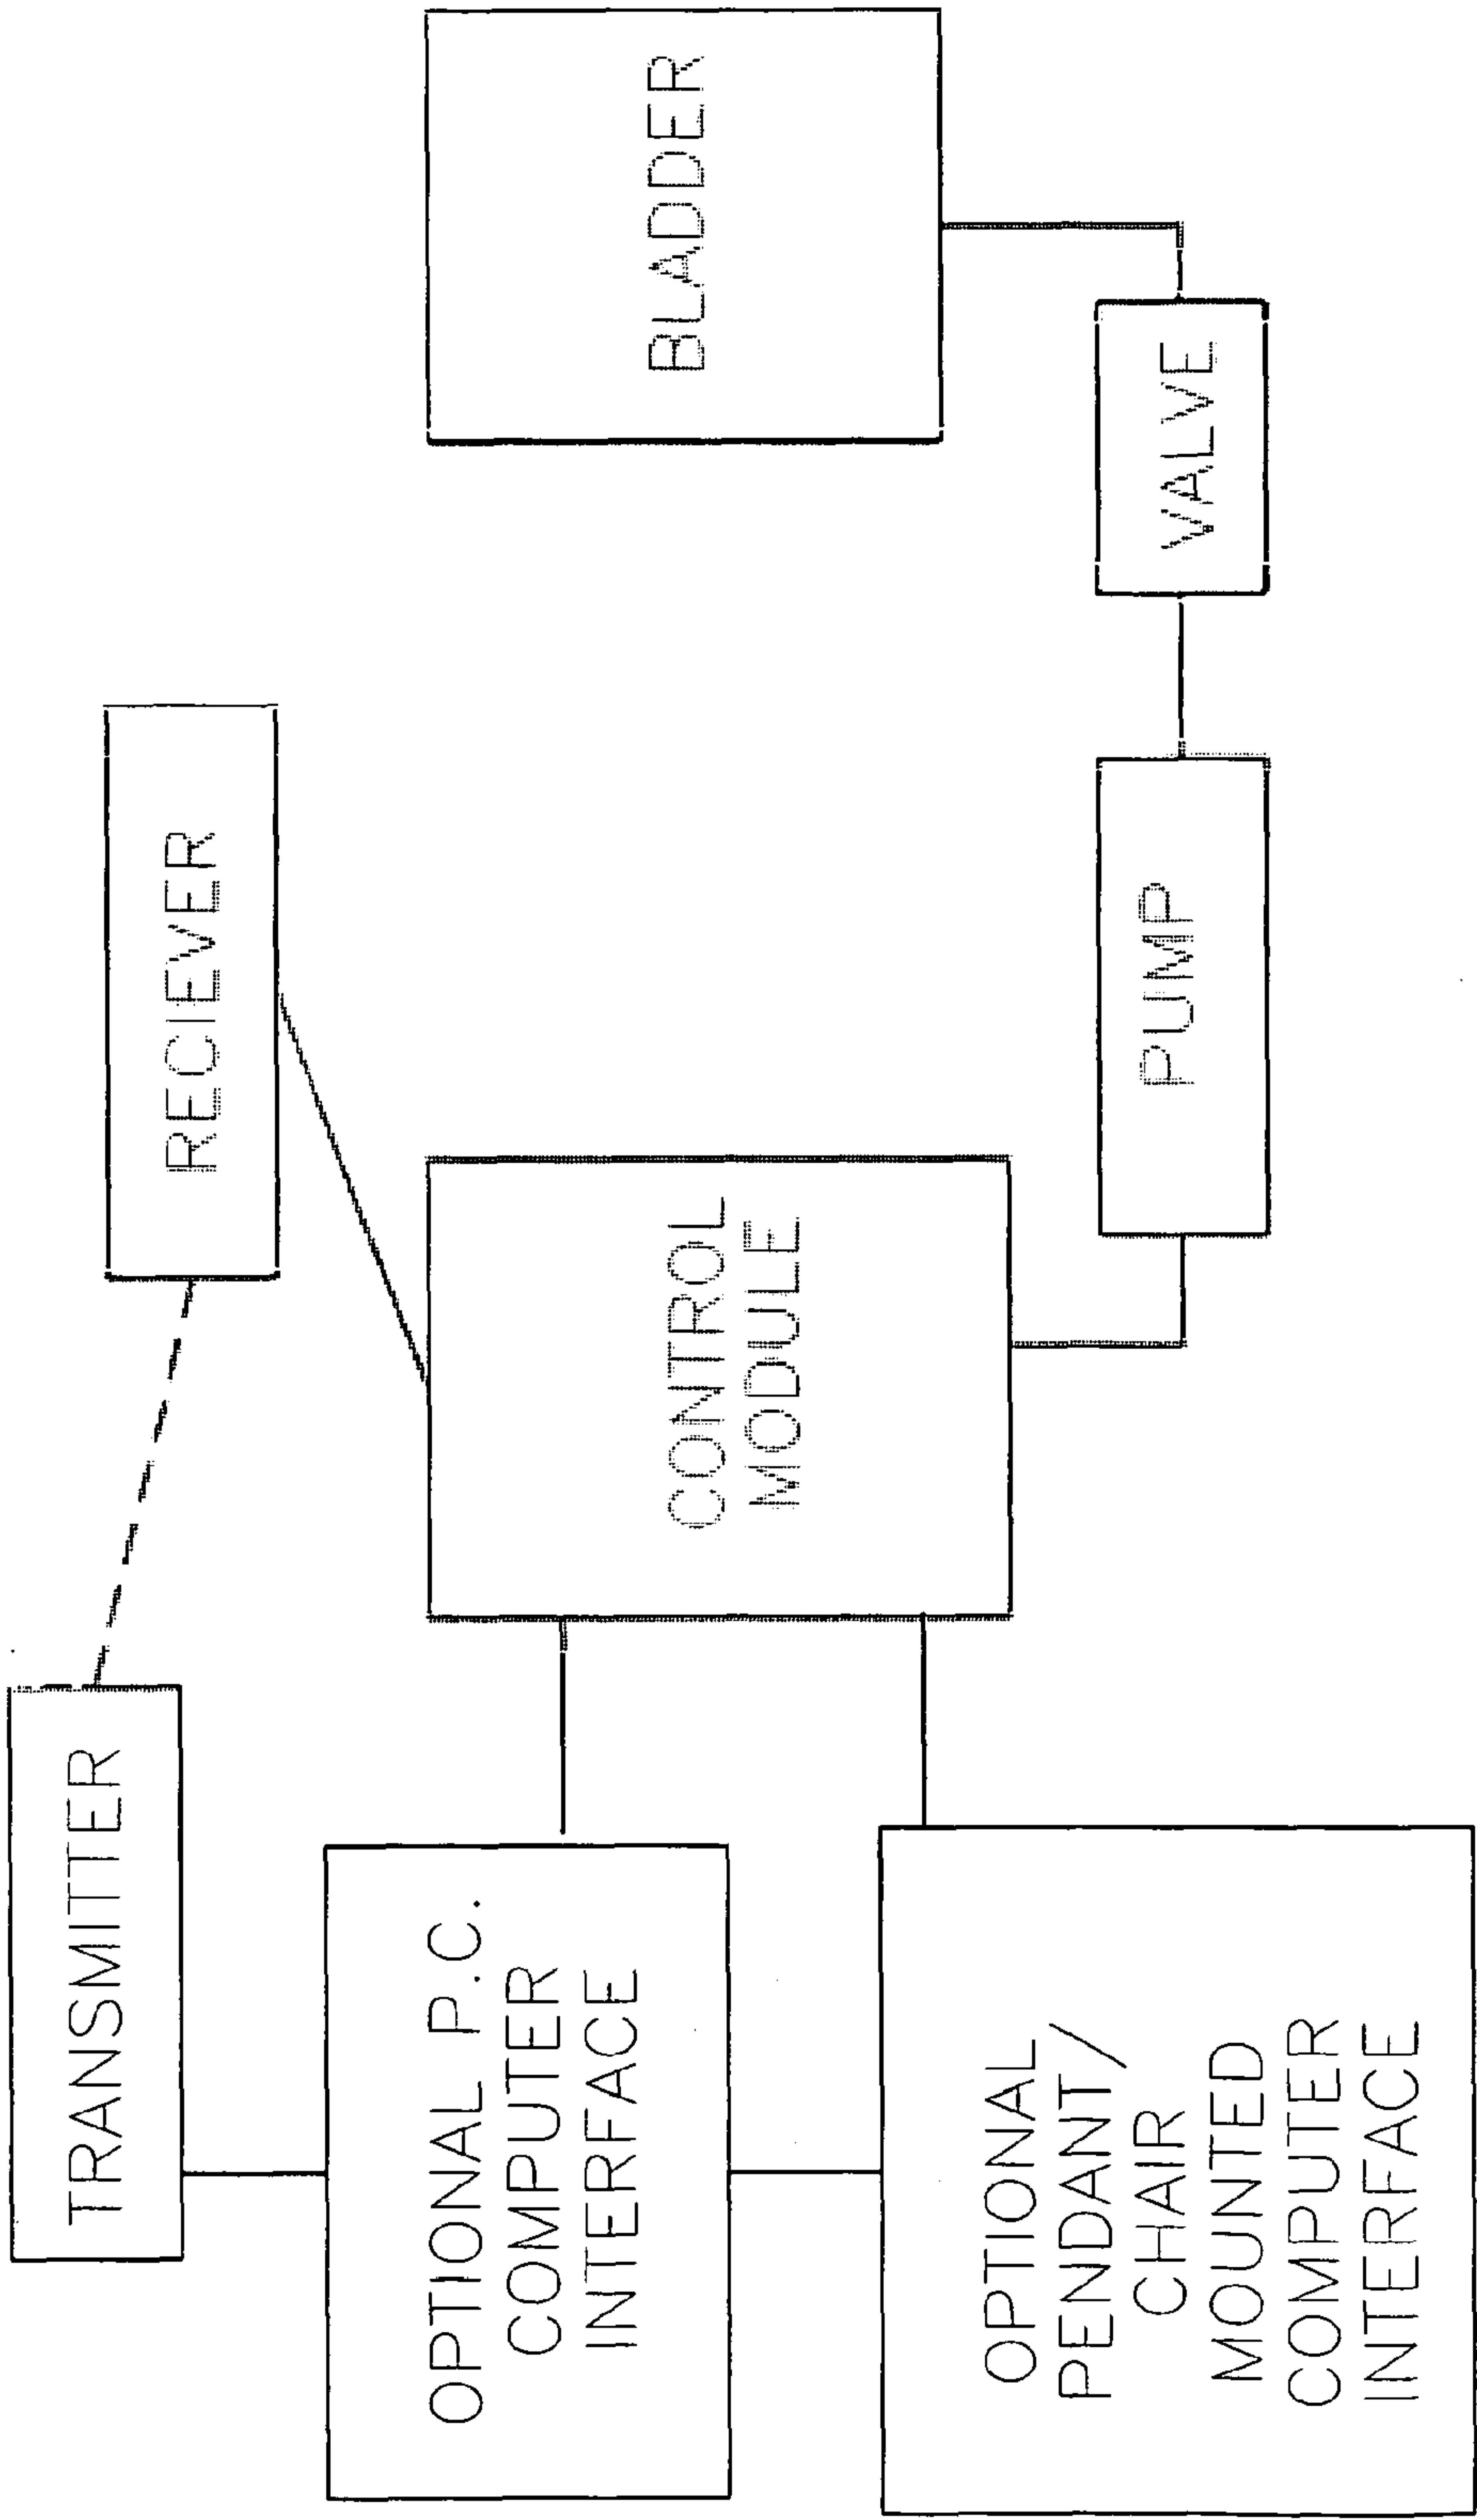 TRANSMITTER
RECIEVER
OPTIONAL P.C.
COMPUTER
INTERFACE
CONTROL
MODULE
BLADDER
OPTIONAL
PENDANT/
CHAIR
MOUNTED
COMPUTER
INTERFACE
PUMP
VALVE